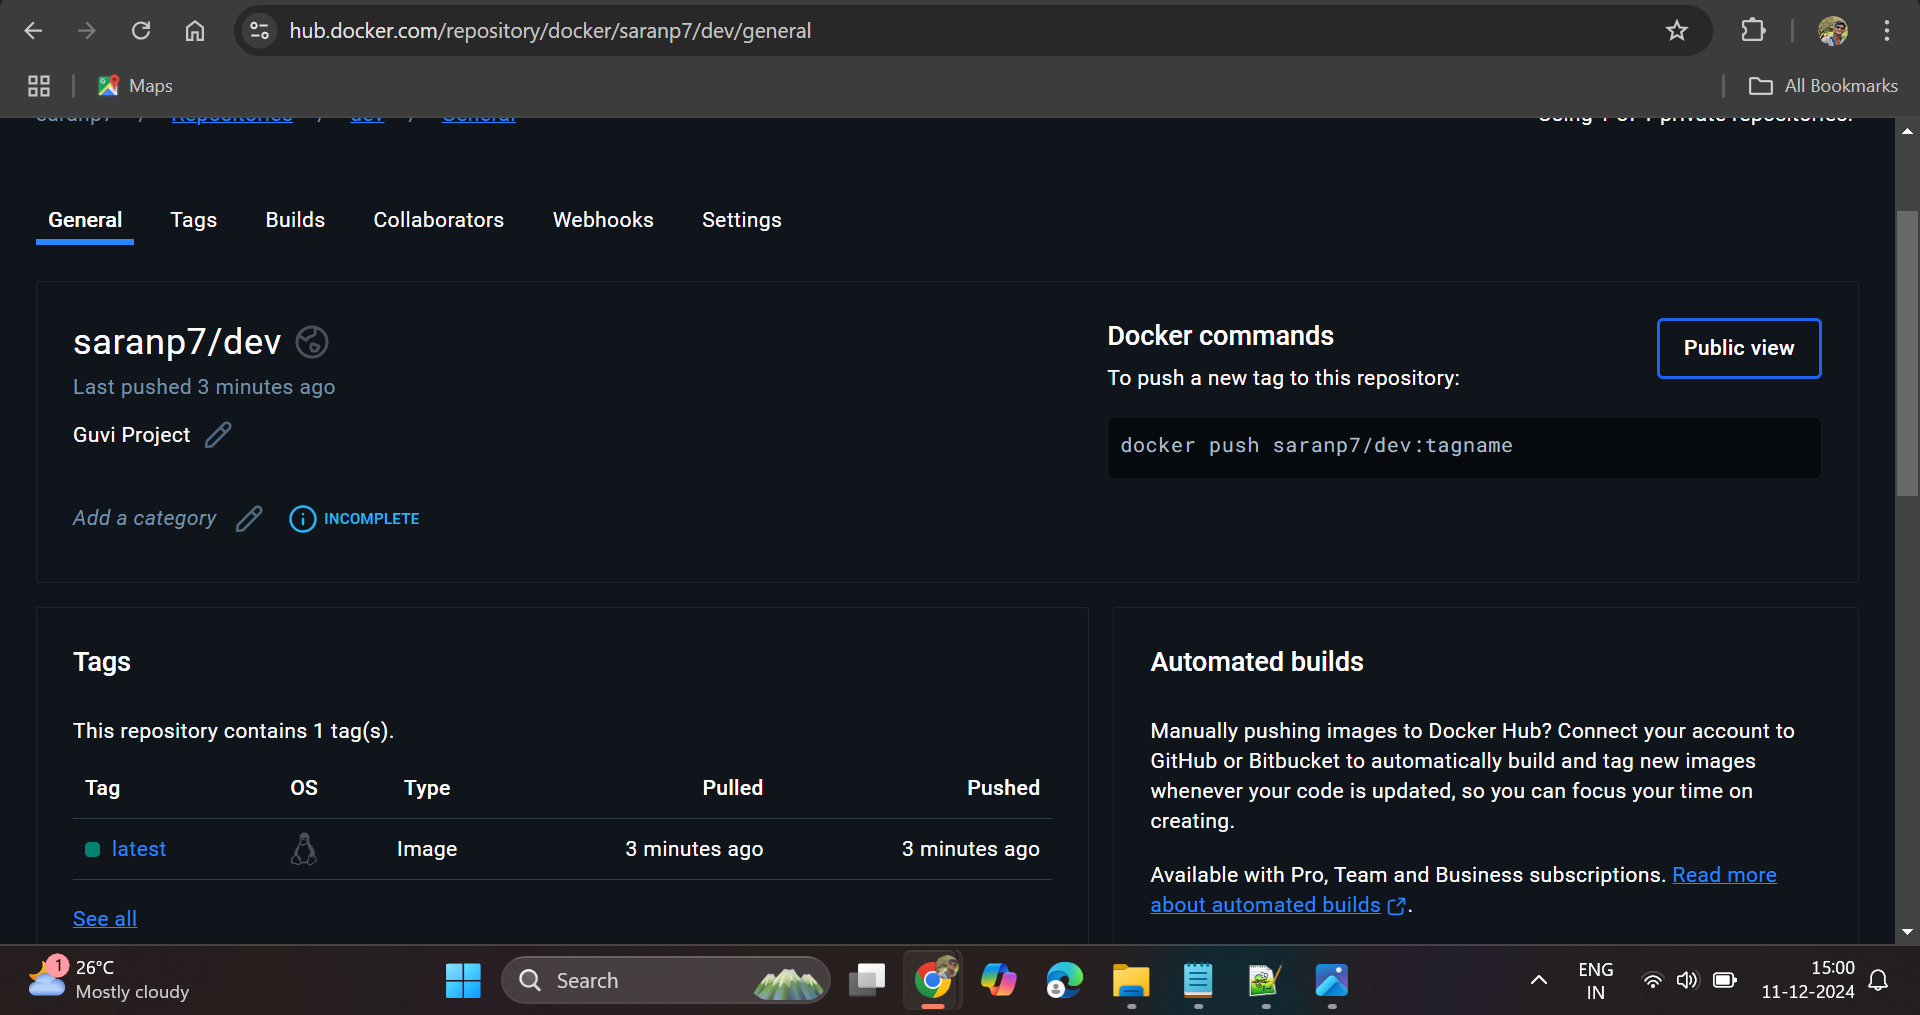 hub.docker.com/repository/docker/saranp7/dev/general
Maps
All Bookmarks
saranp7 / Repositories / dev / General
Using 1 of 1 private repositories.
General
Tags
Builds
Collaborators
Webhooks
Settings
saranp7/dev
Last pushed 3 minutes ago
Guvi Project
Add a category
INCOMPLETE
Docker commands
To push a new tag to this repository:
Public view
docker push saranp7/dev:tagname
Tags
This repository contains 1 tag(s).
Tag OS Type Pulled Pushed
latest Image 3 minutes ago 3 minutes ago
See all
Automated builds
Manually pushing images to Docker Hub? Connect your account to
GitHub or Bitbucket to automatically build and tag new images
whenever your code is updated, so you can focus your time on
creating.
Available with Pro, Team and Business subscriptions. Read more
about automated builds .
1
26°C
Mostly cloudy
Search
ENG
IN
15:00
11-12-2024